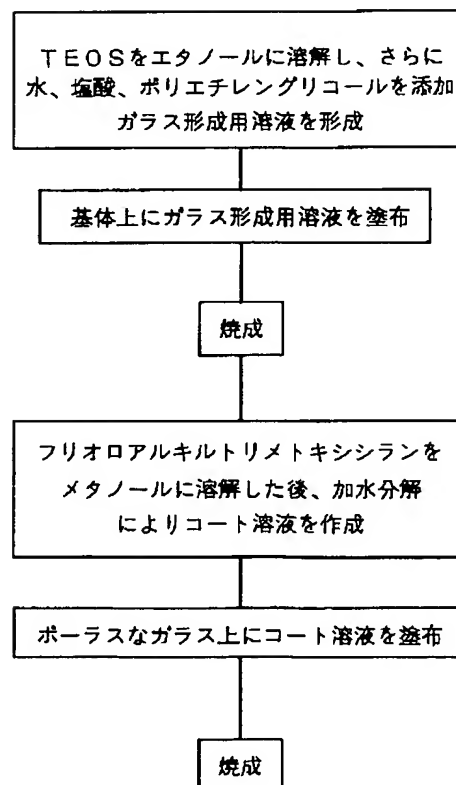 ＴＥＯＳをエタノールに溶解し、さらに
水、塩酸、ポリエチレングリコールを添加
ガラス形成用溶液を形成
基体上にガラス形成用溶液を塗布
焼成
フリオロアルキルトリメトキシシランを
メタノールに溶解した後、加水分解
によりコート溶液を作成
ポーラスなガラス上にコート溶液を塗布
焼成